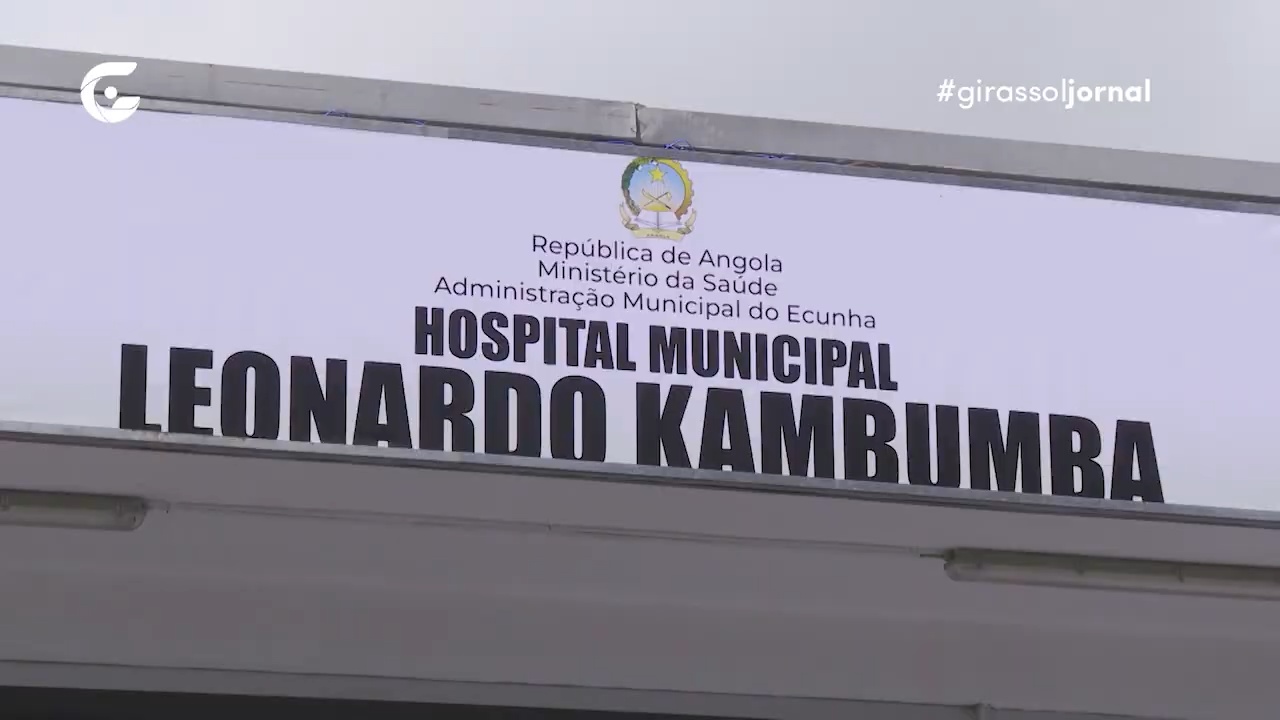 #girassoljornal
República de Angola
Ministério da Saúde
Administração Municipal do Ecunha
HOSPITAL MUNICIPAL
LEONARDO KAMBUMBA